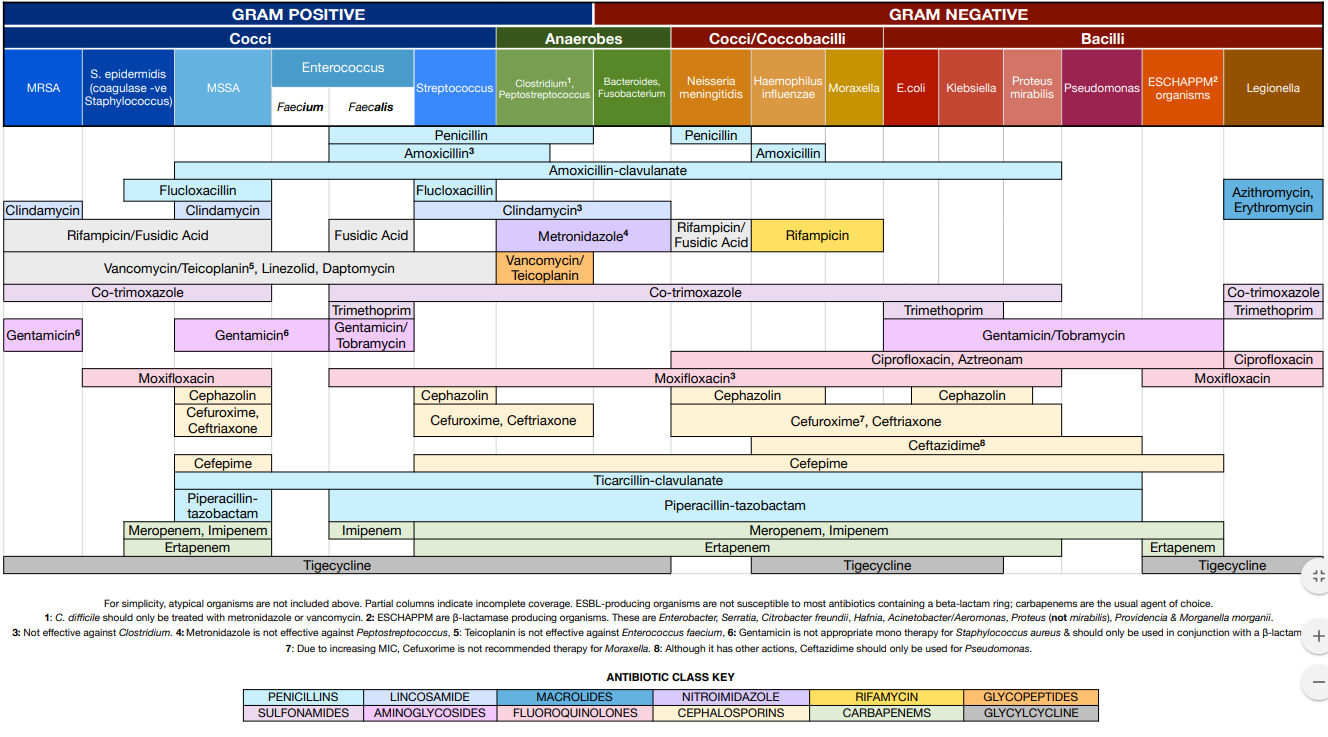 GRAM POSITIVE GRAM NEGATIVE
Cocci Anaerobes Cocci/Coccobacilli Bacilli
MRSA
S. epidermidis
(coagulase -ve
Staphylococcus)
MSSA
Enterococcus
Faecium Faecalis
Streptococcus
Clostridium1,
Peptostreptococcus
Bacteroides,
Fusobacterium
Neisseria
meningitidis
Haemophilus
influenzae
Moraxella
E.coli
Klebsiella
Proteus
mirabilis
Pseudomonas
ESCHAPPM2
organisms
Legionella
Penicillin Penicillin
Amoxicillin3 Amoxicillin
Amoxicillin-clavulanate
Flucloxacillin Flucloxacillin
Azithromycin,
Erythromycin
Clindamycin Clindamycin Clindamycin3
Rifampicin/Fusidic Acid Fusidic Acid Metronidazole4
Rifampicin/
Fusidic Acid
Rifampicin
Vancomycin/Teicoplanin5, Linezolid, Daptomycin
Vancomycin/
Teicoplanin
Co-trimoxazole Co-trimoxazole Co-trimoxazole
Trimethoprim Trimethoprim Trimethoprim
Gentamicin6 Gentamicin6
Gentamicin/
Tobramycin
Gentamicin/Tobramycin
Ciprofloxacin, Aztreonam Ciprofloxacin
Moxifloxacin Moxifloxacin3 Moxifloxacin
Cephazolin Cephazolin Cephazolin Cephazolin
Cefuroxime,
Ceftriaxone
Cefuroxime, Ceftriaxone Cefuroxime7, Ceftriaxone
Ceftazidime8
Cefepime Cefepime
Ticarcillin-clavulanate
Piperacillin-
tazobactam
Piperacillin-tazobactam
Meropenem, Imipenem Imipenem Meropenem, Imipenem
Ertapenem Ertapenem Ertapenem
Tigecycline Tigecycline Tigecycline
For simplicity, atypical organisms are not included above. Partial columns indicate incomplete coverage. ESBL-producing organisms are not susceptible to most antibiotics containing a beta-lactam ring; carbapenems are the usual agent of choice.
1: C. difficile should only be treated with metronidazole or vancomycin. 2: ESCHAPPM are β-lactamase producing organisms. These are Enterobacter, Serratia, Citrobacter freundii, Hafnia, Acinetobacter/Aeromonas, Proteus (not mirabilis), Providencia & Morganella morganii.
3: Not effective against Clostridium. 4: Metronidazole is not effective against Peptostreptococcus, 5: Teicoplanin is not effective against Enterococcus faecium, 6: Gentamicin is not appropriate mono therapy for Staphylococcus aureus & should only be used in conjunction with a β-lactam
7: Due to increasing MIC, Cefuxorime is not recommended therapy for Moraxella. 8: Although it has other actions, Ceftazidime should only be used for Pseudomonas.
ANTIBIOTIC CLASS KEY
PENICILLINS LINCOSAMIDE MACROLIDES NITROIMIDAZOLE RIFAMYCIN GLYCOPEPTIDES
SULFONAMIDES AMINOGLYCOSIDES FLUOROQUINOLONES CEPHALOSPORINS CARBAPENEMS GLYCYLCYCLINE